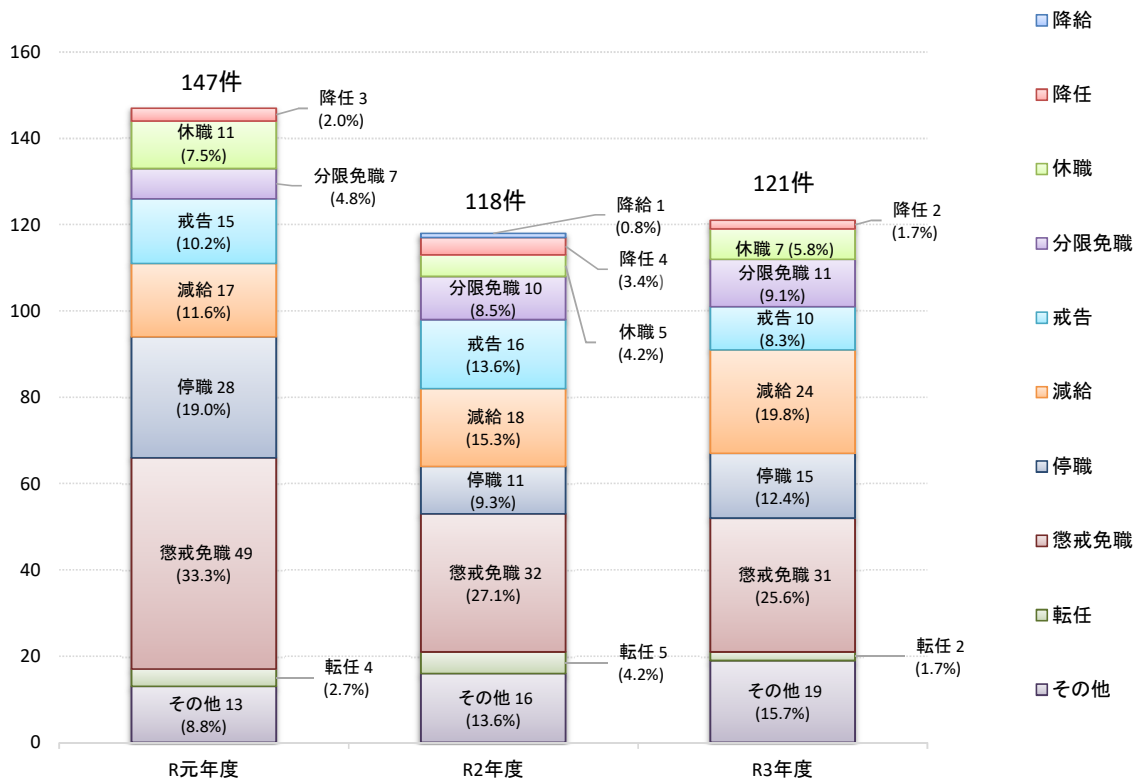 160
140
120
100
80
60
40
20
0
147件
降任 3
(2.0%)
休職 11
(7.5%)
分限免職 7
(4.8%)
戒告 15
(10.2%)
減給 17
(11.6%)
停職 28
(19.0%)
懲戒免職 49
(33.3%)
転任 4
(2.7%)
その他 13
(8.8%)
R元年度
118件
降給 1
(0.8%)
降任 4
(3.4%)
休職 5
(4.2%)
分限免職 10
(8.5%)
戒告 16
(13.6%)
減給 18
(15.3%)
停職 11
(9.3%)
懲戒免職 32
(27.1%)
転任 5
(4.2%)
その他 16
(13.6%)
R2年度
121件
降任 2
(1.7%)
休職 7 (5.8%)
分限免職 11
(9.1%)
戒告 10
(8.3%)
減給 24
(19.8%)
停職 15
(12.4%)
懲戒免職 31
(25.6%)
転任 2
(1.7%)
その他 19
(15.7%)
R3年度
降給
降任
休職
分限免職
戒告
減給
停職
懲戒免職
転任
その他